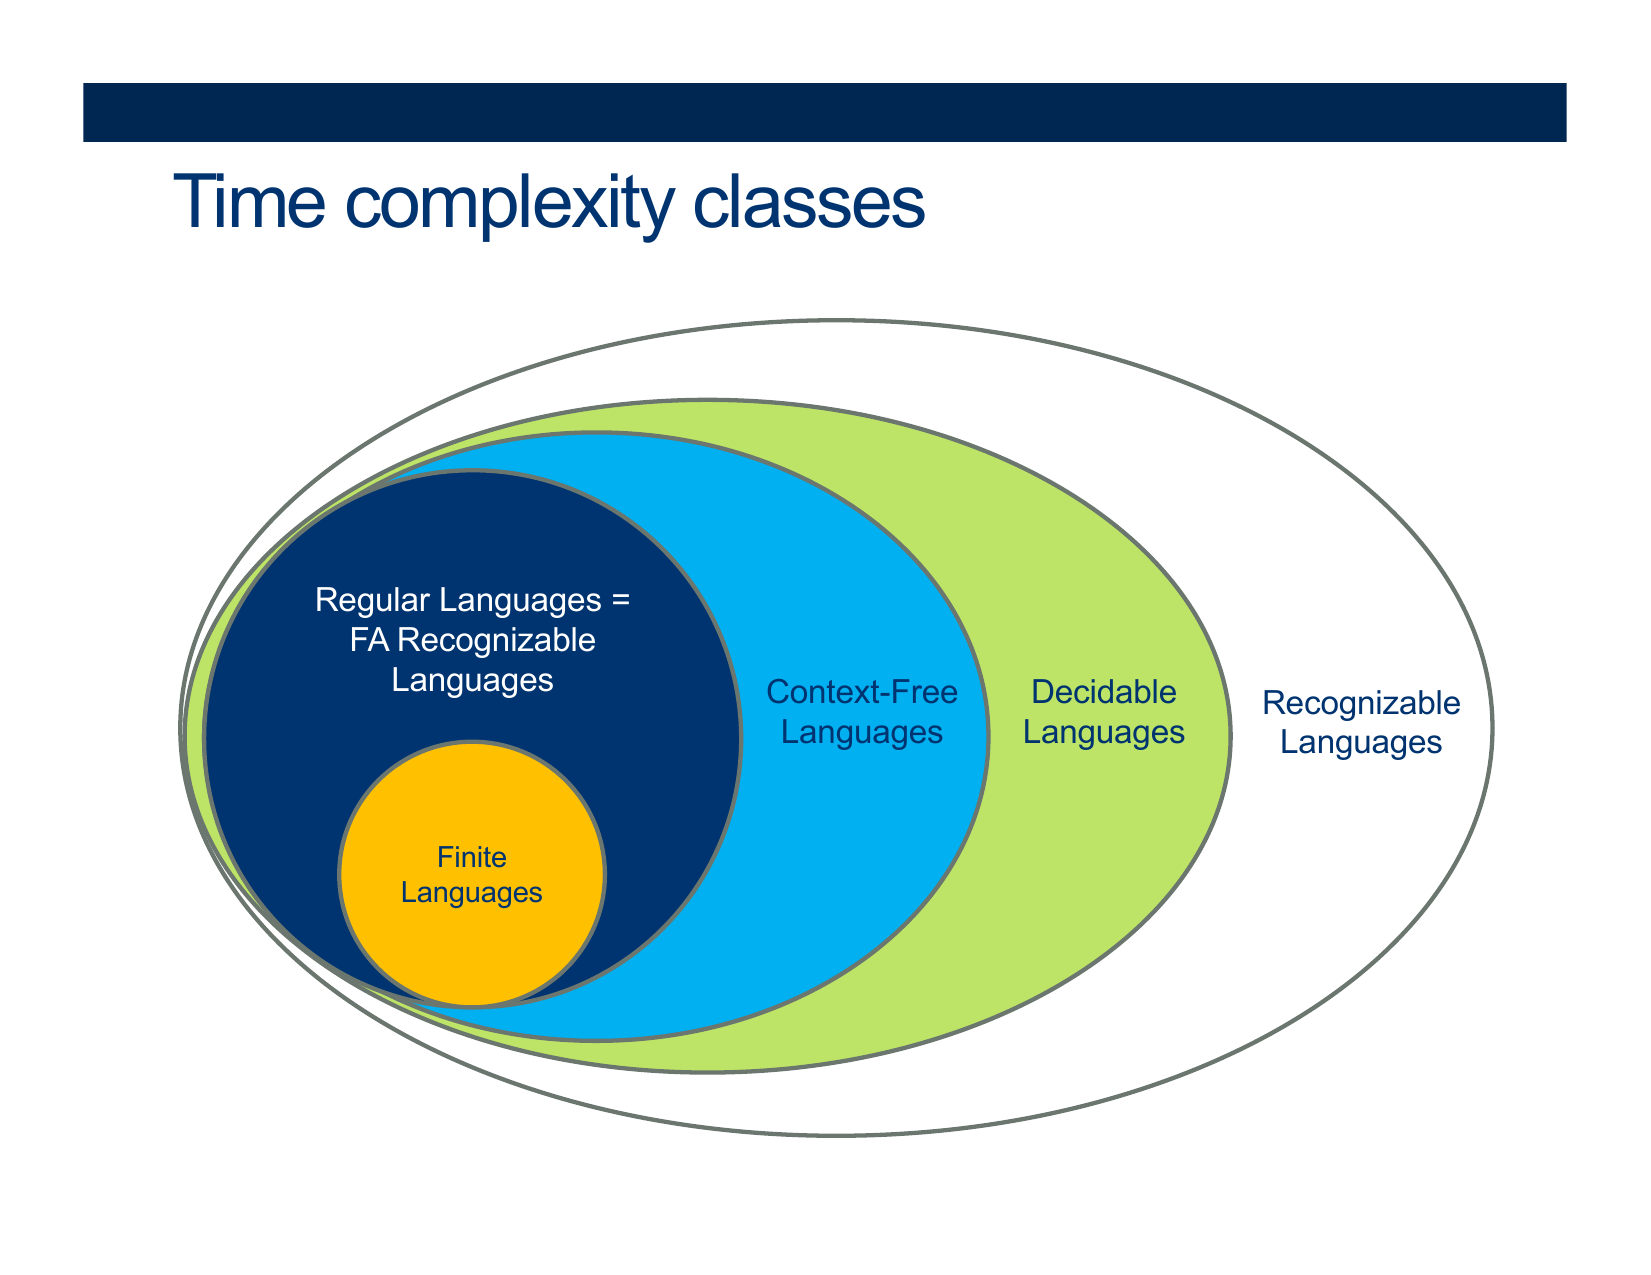 Time complexity classes
Regular Languages =
FA Recognizable
Languages
Context-Free
Languages
Decidable
Languages
Recognizable
Languages
Finite
Languages